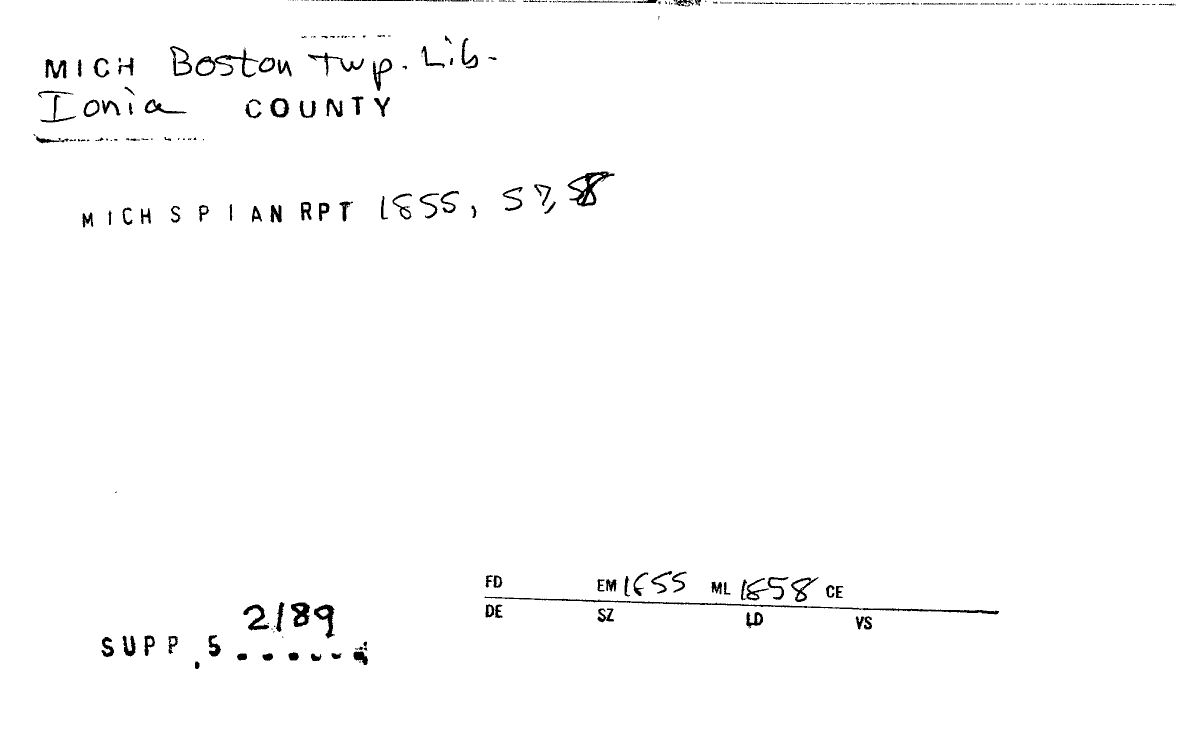 MICH Boston Twp. Lib.
Ionia COUNTY
MICH S P I AN RPT 1855, 57, 8
FD EM 1855 ML 1858 CE
DE SZ LD VS
2189
SUPP. 5 . . . . . .